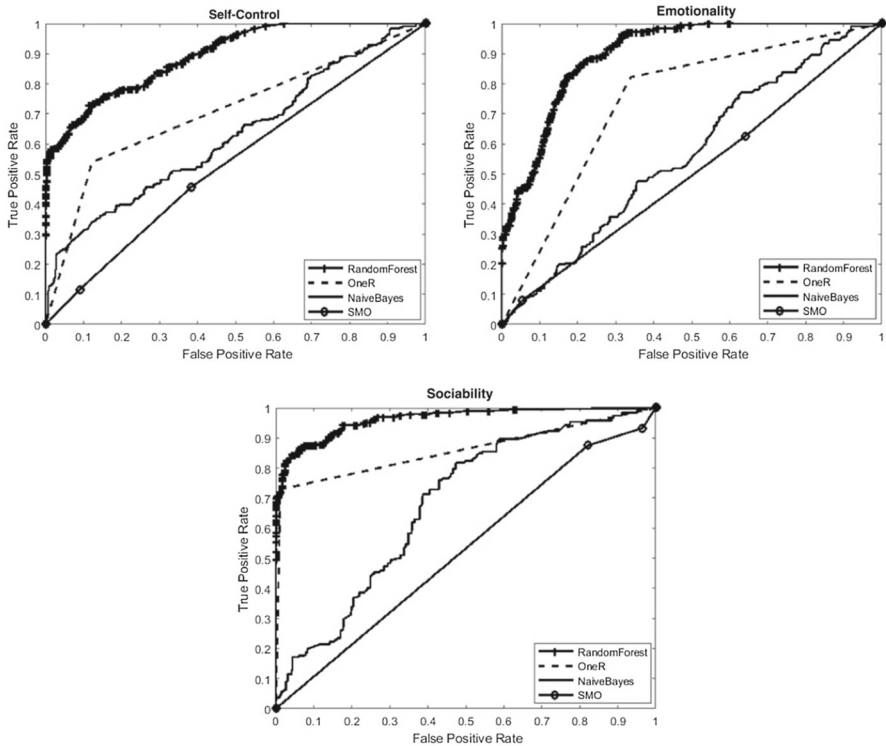 Self-Control
True Positive Rate
1
0.9
0.8
0.7
0.6
0.5
0.4
0.3
0.2
0.1
0
0 0.1 0.2 0.3 0.4 0.5 0.6 0.7 0.8 0.9 1
False Positive Rate
RandomForest
OneR
NaiveBayes
SMO
Emotionality
True Positive Rate
1
0.9
0.8
0.7
0.6
0.5
0.4
0.3
0.2
0.1
0
0 0.1 0.2 0.3 0.4 0.5 0.6 0.7 0.8 0.9 1
False Positive Rate
RandomForest
OneR
NaiveBayes
SMO
Sociability
True Positive Rate
1
0.9
0.8
0.7
0.6
0.5
0.4
0.3
0.2
0.1
0
0 0.1 0.2 0.3 0.4 0.5 0.6 0.7 0.8 0.9 1
False Positive Rate
RandomForest
OneR
NaiveBayes
SMO